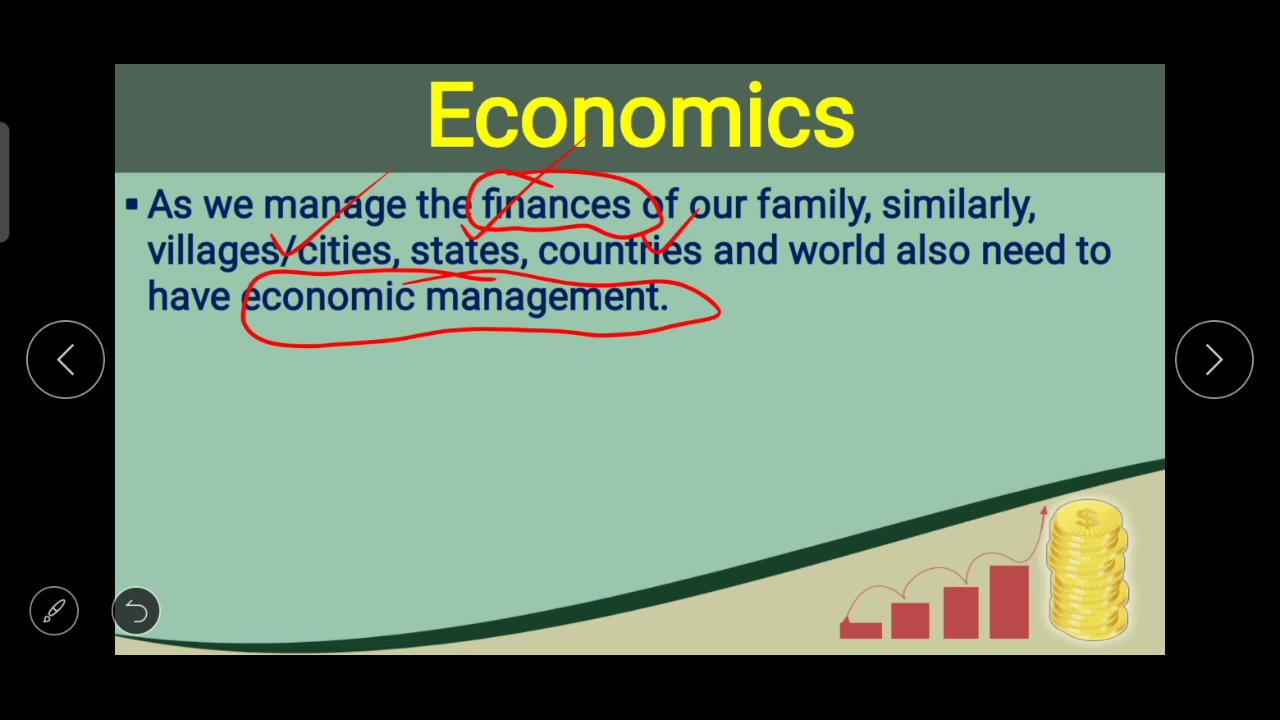 Economics
▪ As we manage the finances of our family, similarly,
villages/cities, states, countries and world also need to
have economic management.
$